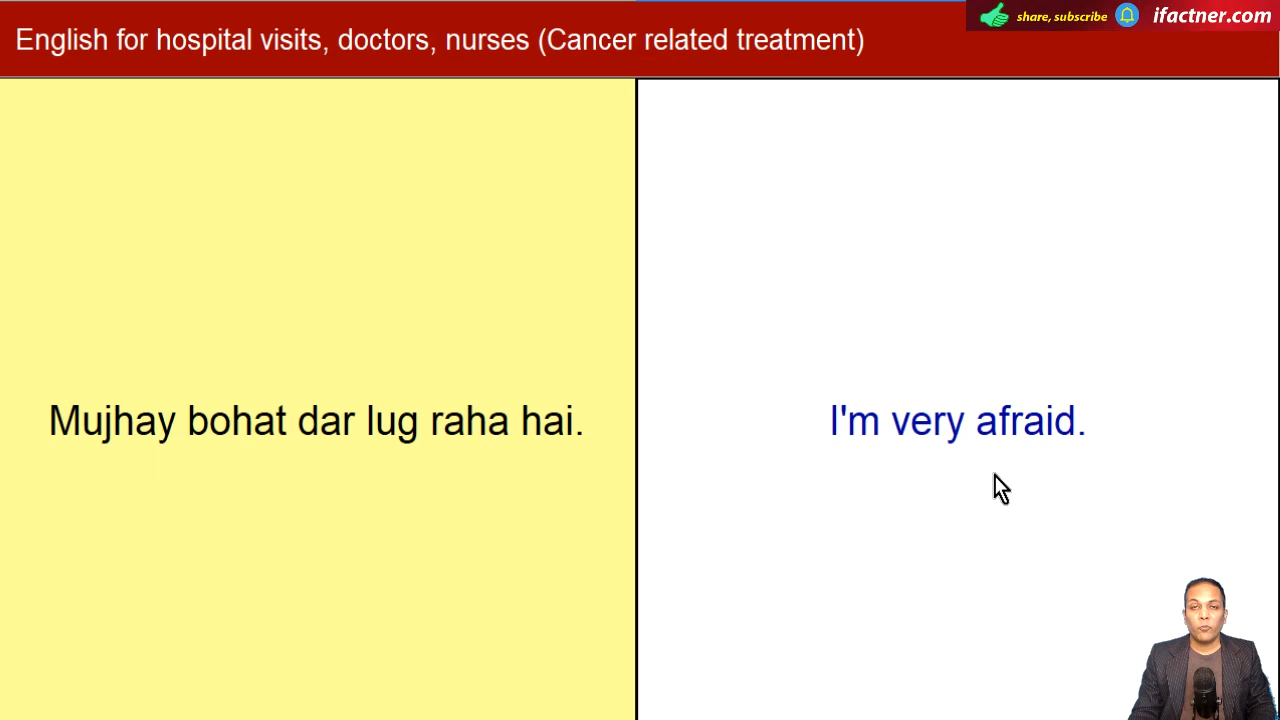 share, subscribe ifactner.com
English for hospital visits, doctors, nurses (Cancer related treatment)
Mujhay bohat dar lug raha hai.
I'm very afraid.